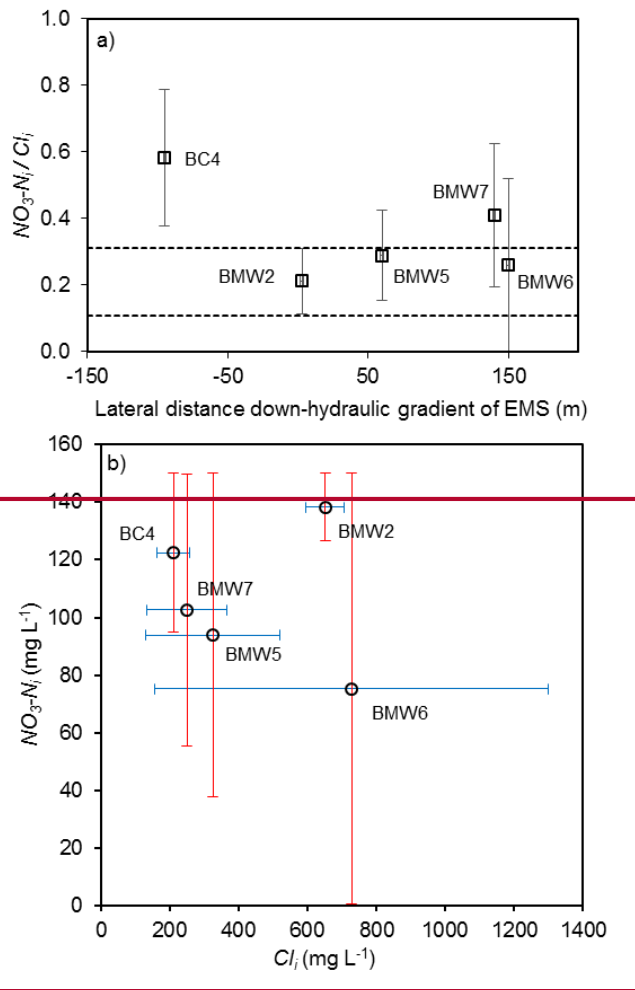 a)
1.0
0.8
0.6
0.4
0.2
0.0
NO₃-Nᵢ / Clᵢ
BC4
BMW2
BMW5
BMW7
BMW6
-150
-50
50
150
Lateral distance down-hydraulic gradient of EMS (m)
b)
160
140
120
100
80
60
40
20
0
NO₃-Nᵢ (mg L⁻¹)
BC4
BMW2
BMW7
BMW5
BMW6
0
200
400
600
800
1000
1200
1400
Clᵢ (mg L⁻¹)